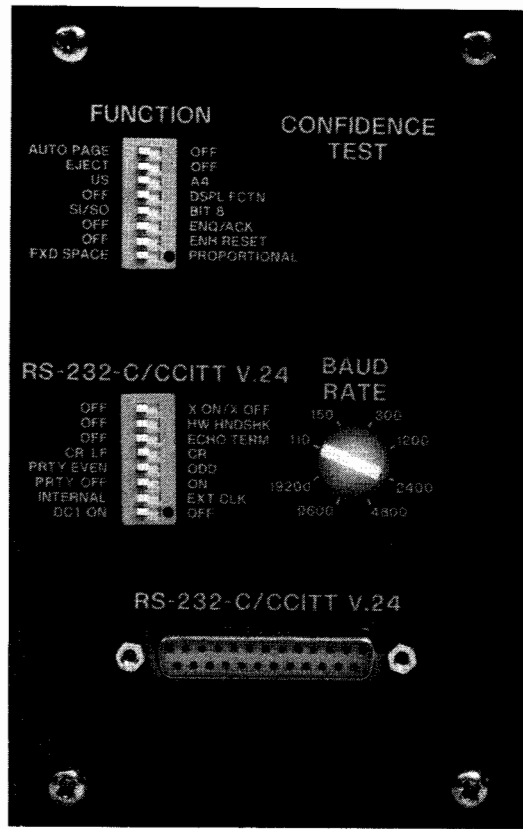 FUNCTION
CONFIDENCE
TEST
AUTO PAGE OFF
EJECT OFF
US A4
OFF DSPL FCTN
SI/SO BIT 8
OFF ENQ/ACK
OFF ENH RESET
FXD SPACE PROPORTIONAL
RS-232-C/CCITT V.24
BAUD
RATE
OFF X ON/X OFF
OFF HW HNDSHK
OFF ECHO TERM
CR LF CR
PRTY EVEN ODD
PRTY OFF ON
INTERNAL EXT CLK
DC1 ON OFF
150 300
110 1200
19200 2400
9600 4800
RS-232-C/CCITT V.24